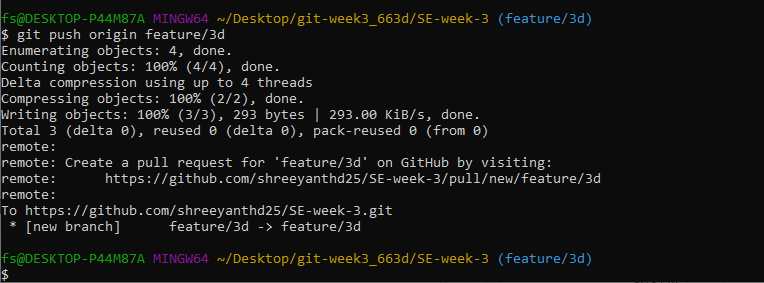 fs@DESKTOP-P44M87A MINGW64 ~/Desktop/git-week3_663d/SE-week-3 (feature/3d)
$ git push origin feature/3d
Enumerating objects: 4, done.
Counting objects: 100% (4/4), done.
Delta compression using up to 4 threads
Compressing objects: 100% (2/2), done.
Writing objects: 100% (3/3), 293 bytes | 293.00 KiB/s, done.
Total 3 (delta 0), reused 0 (delta 0), pack-reused 0 (from 0)
remote:
remote: Create a pull request for 'feature/3d' on GitHub by visiting:
remote:      https://github.com/shreeyanthd25/SE-week-3/pull/new/feature/3d
remote:
To https://github.com/shreeyanthd25/SE-week-3.git
 * [new branch]      feature/3d -> feature/3d
fs@DESKTOP-P44M87A MINGW64 ~/Desktop/git-week3_663d/SE-week-3 (feature/3d)
$